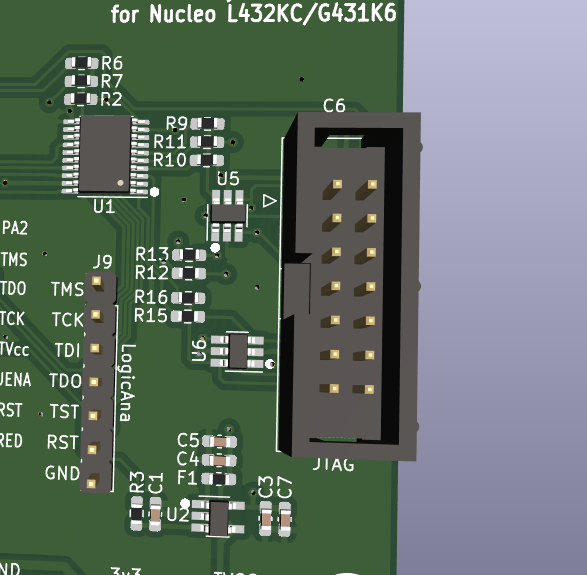 for Nucleo L432KC/G431K6
R6
R7
R2
C6
R9
R11
R10
U1
U5
PA2
TMS
TDO
TCK
TVcc
UENA
RST
RED
J9
TMS
TCK
TDI
TDO
TST
RST
GND
LogicAna
R13
R12
R16
R15
U6
C5
C4
F1
JTAG
R3
C1
U2
C3
C7
ND
3v3